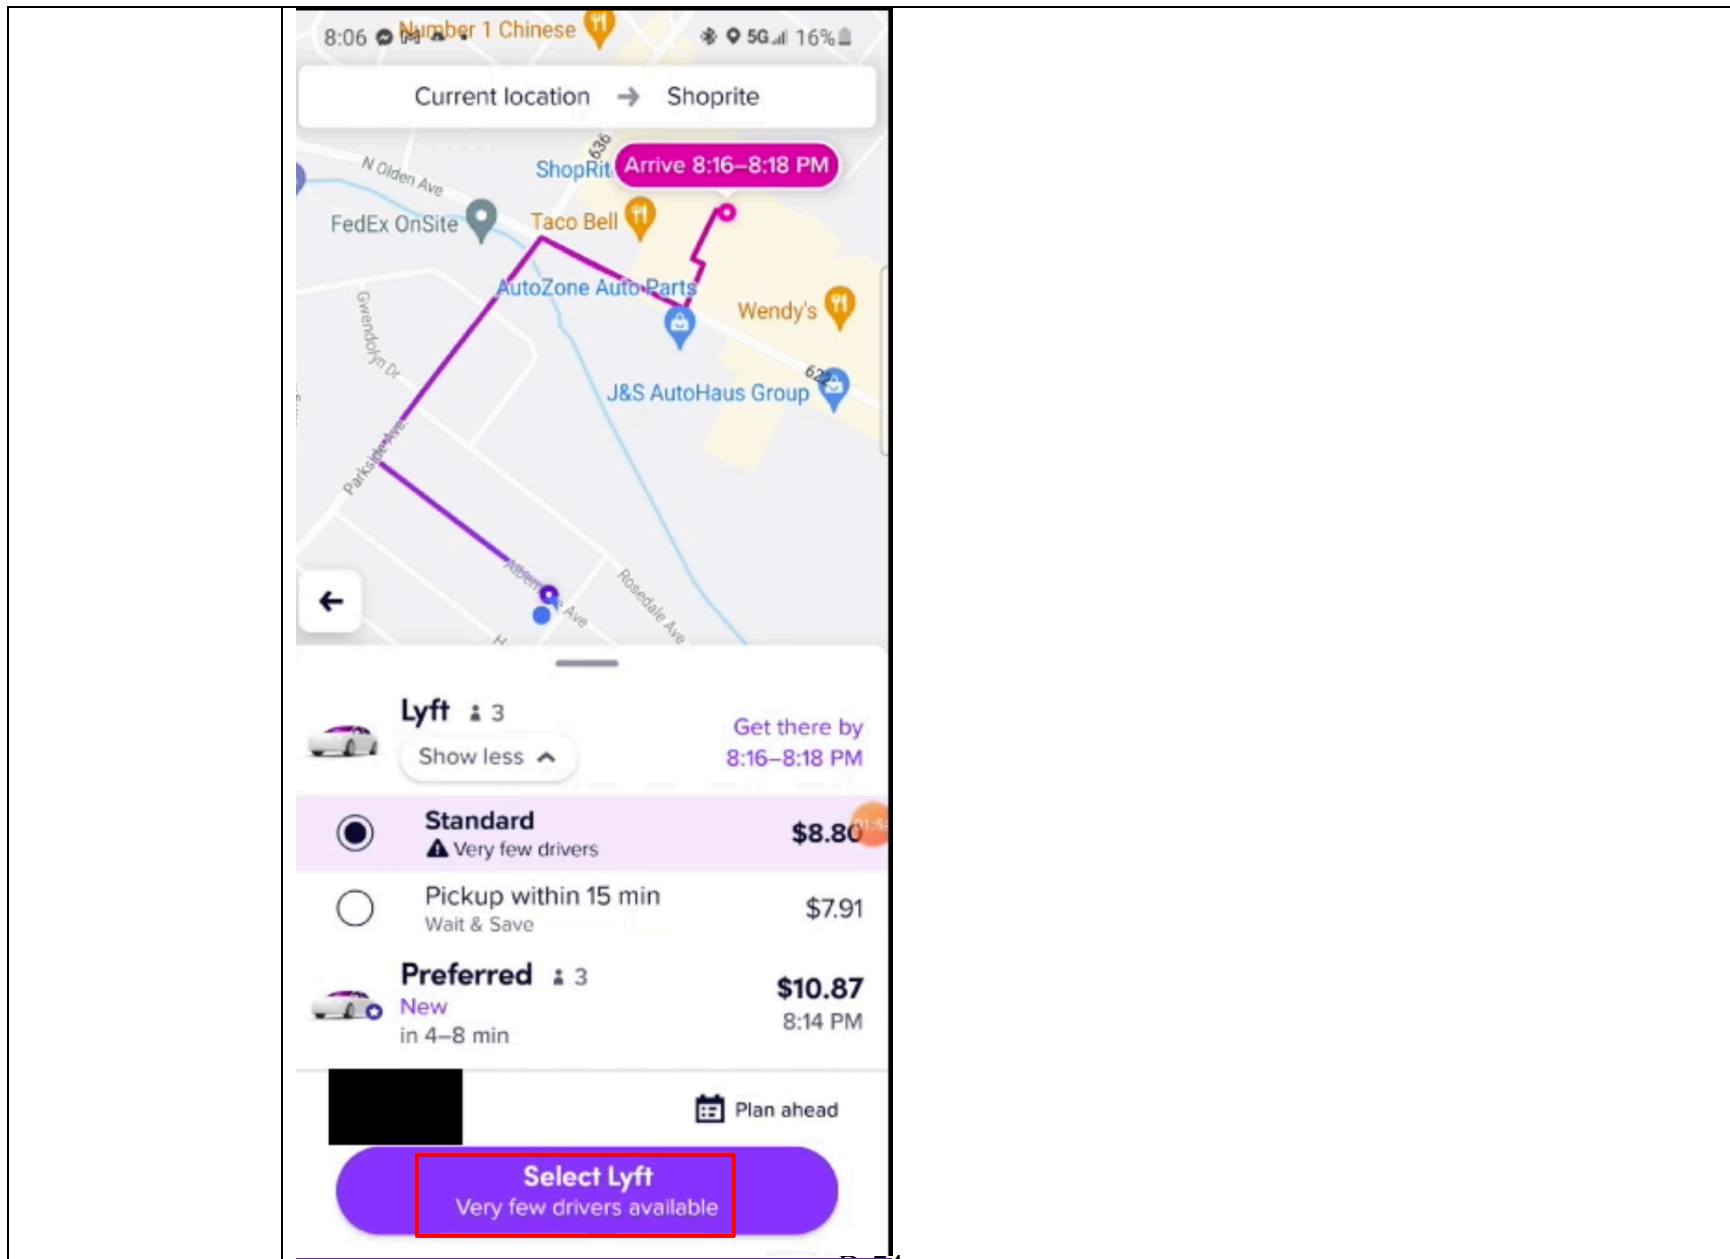 8:06
Number 1 Chinese
5G 16%
Current location → Shoprite
636
N Olden Ave
ShopRit
Arrive 8:16–8:18 PM
FedEx OnSite
Taco Bell
AutoZone Auto Parts
Gwendolyn Dr
Wendy's
622
J&S AutoHaus Group
Parkside Ave
Ave
Rosedale Ave
Lyft 3
Show less
Get there by
8:16–8:18 PM
Standard
Very few drivers
$8.80
Pickup within 15 min
Wait & Save
$7.91
Preferred 3
New
in 4–8 min
$10.87
8:14 PM
Plan ahead
Select Lyft
Very few drivers available